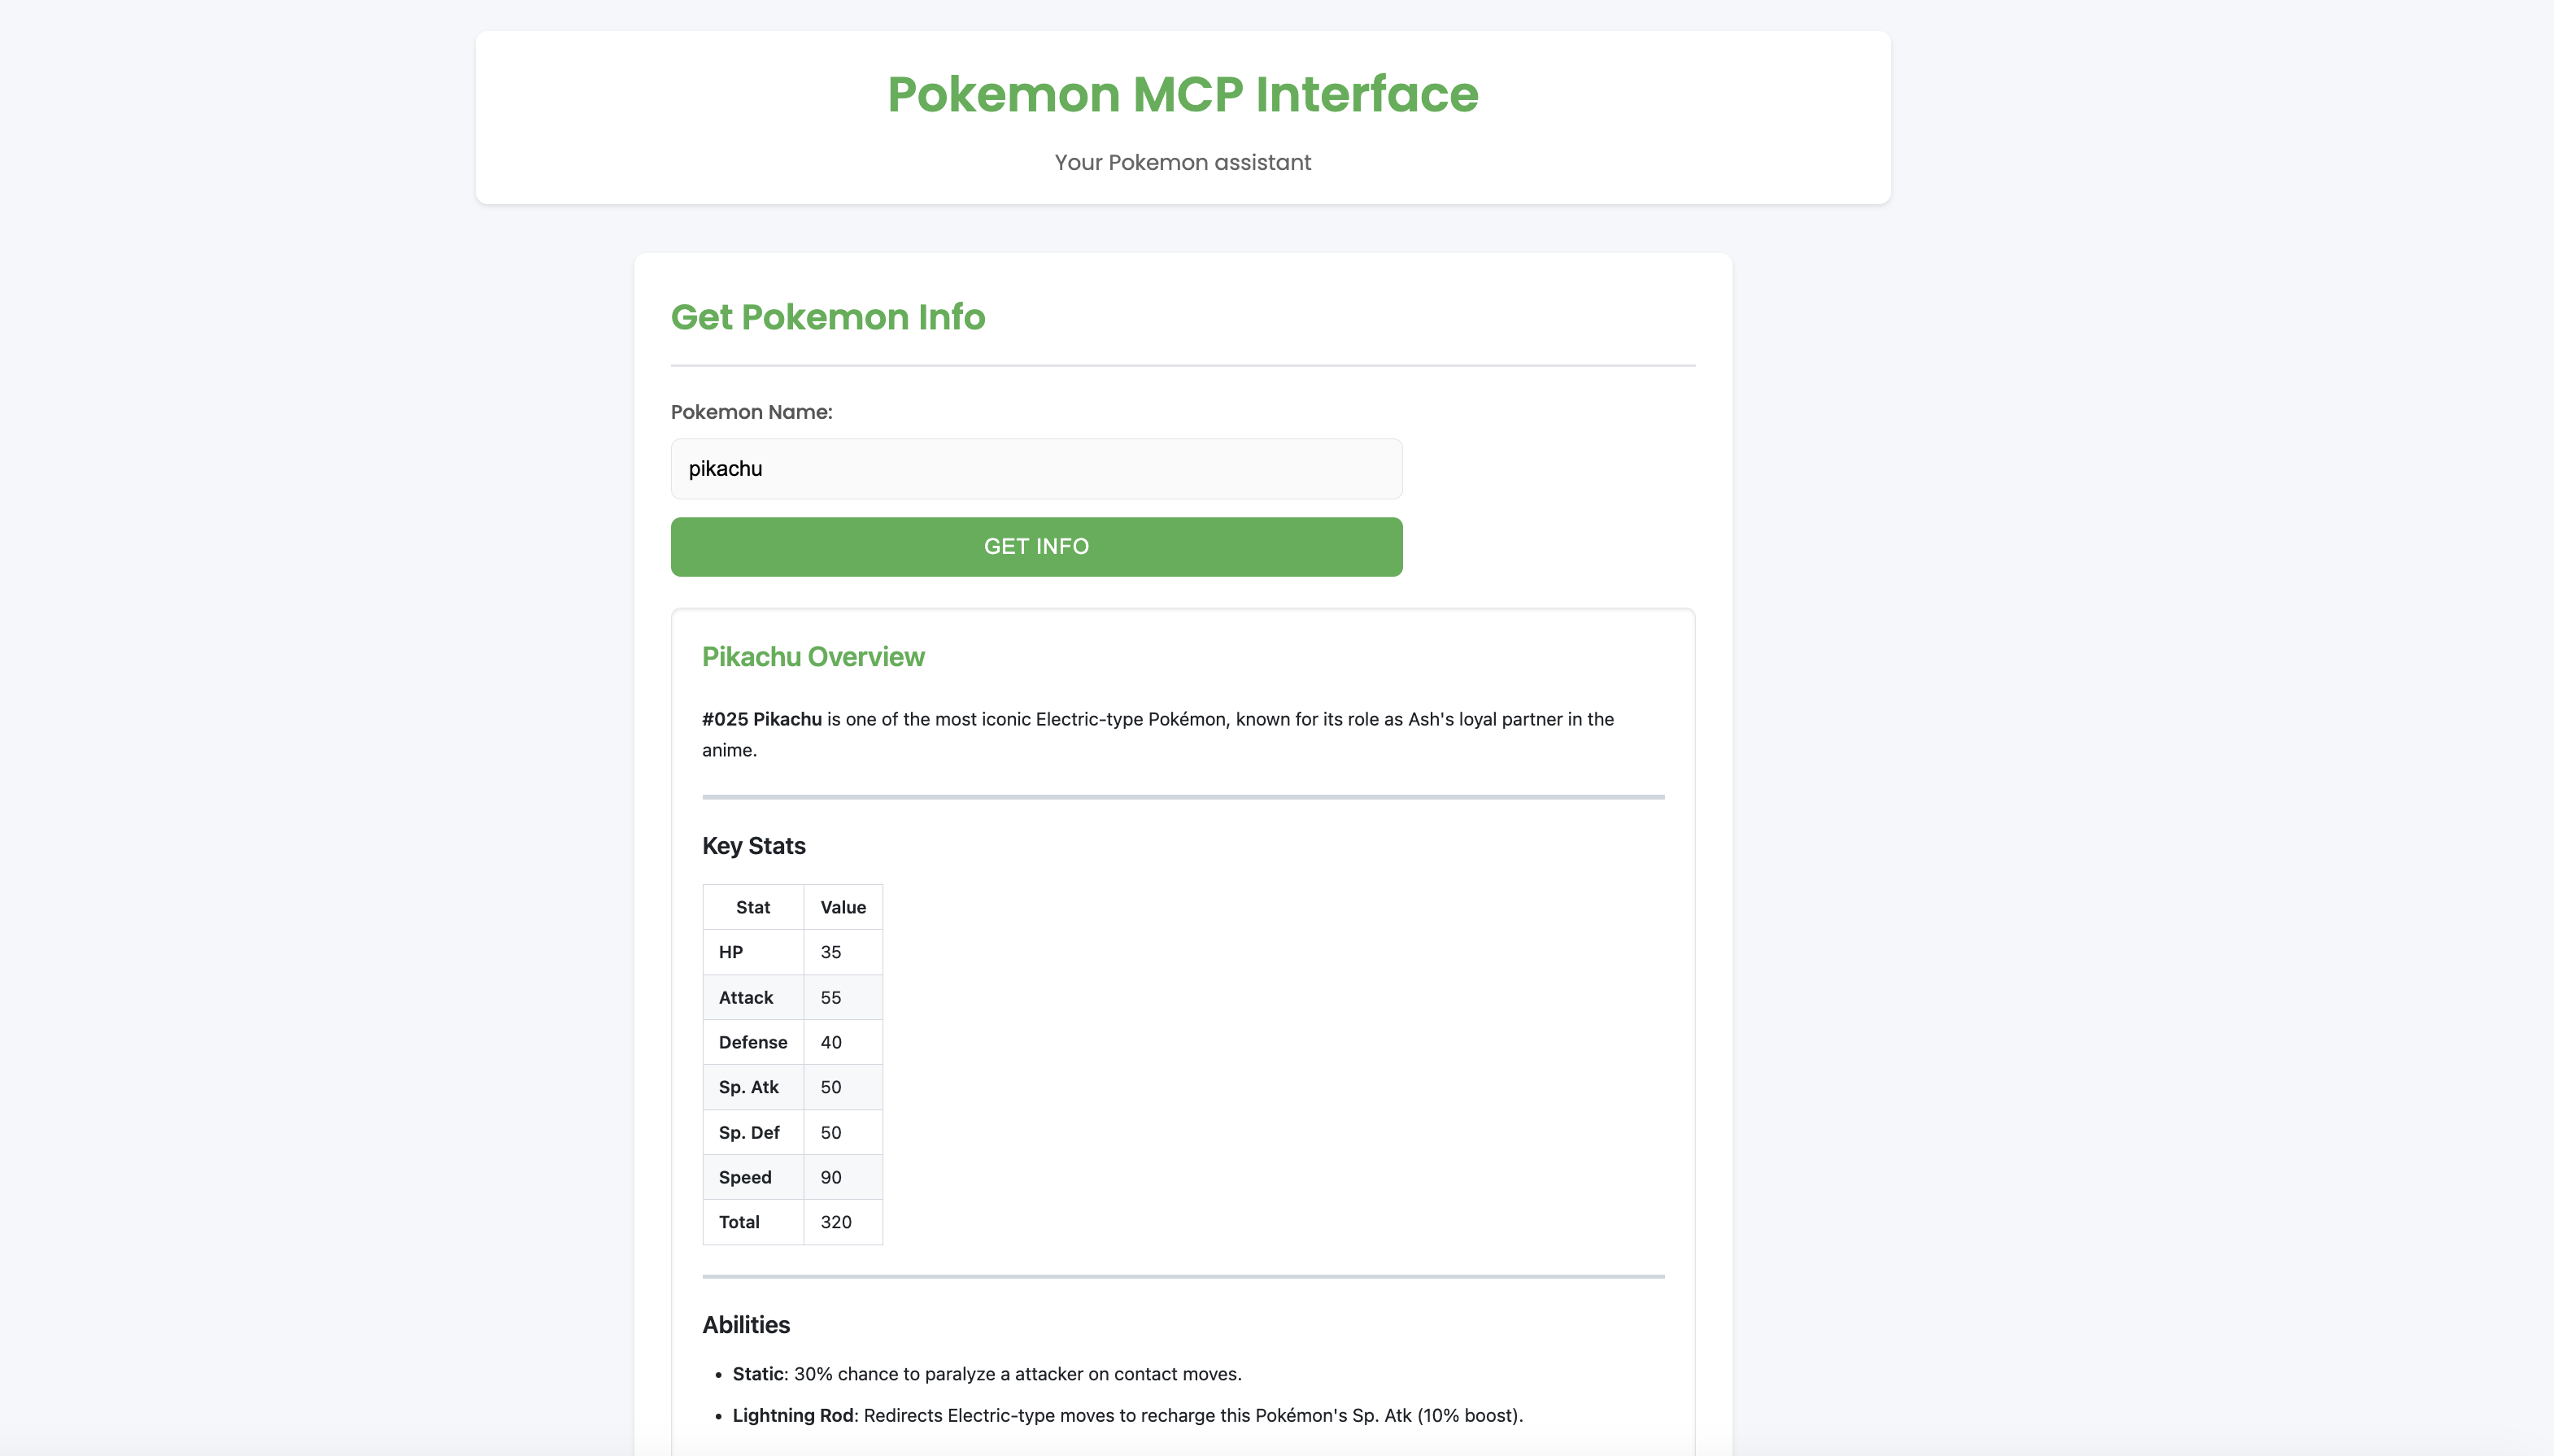 Pokemon MCP Interface
Your Pokemon assistant
Get Pokemon Info
Pokemon Name:
pikachu
GET INFO
Pikachu Overview
#025 Pikachu is one of the most iconic Electric-type Pokémon, known for its role as Ash's loyal partner in the
anime.
Key Stats
Stat Value
HP 35
Attack 55
Defense 40
Sp. Atk 50
Sp. Def 50
Speed 90
Total 320
Abilities
• Static: 30% chance to paralyze a attacker on contact moves.
• Lightning Rod: Redirects Electric-type moves to recharge this Pokémon's Sp. Atk (10% boost).